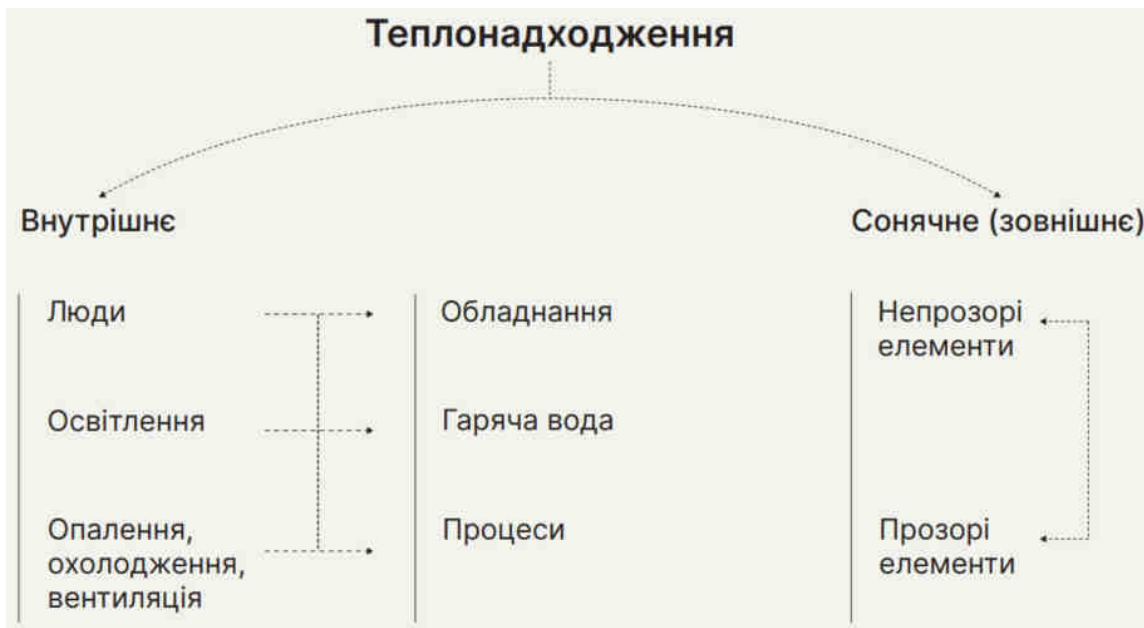 Теплонадходження
Внутрішнє
Сонячне (зовнішнє)
Люди
Обладнання
Непрозорі
елементи
Освітлення
Гаряча вода
Опалення,
охолодження,
вентиляція
Процеси
Прозорі
елементи